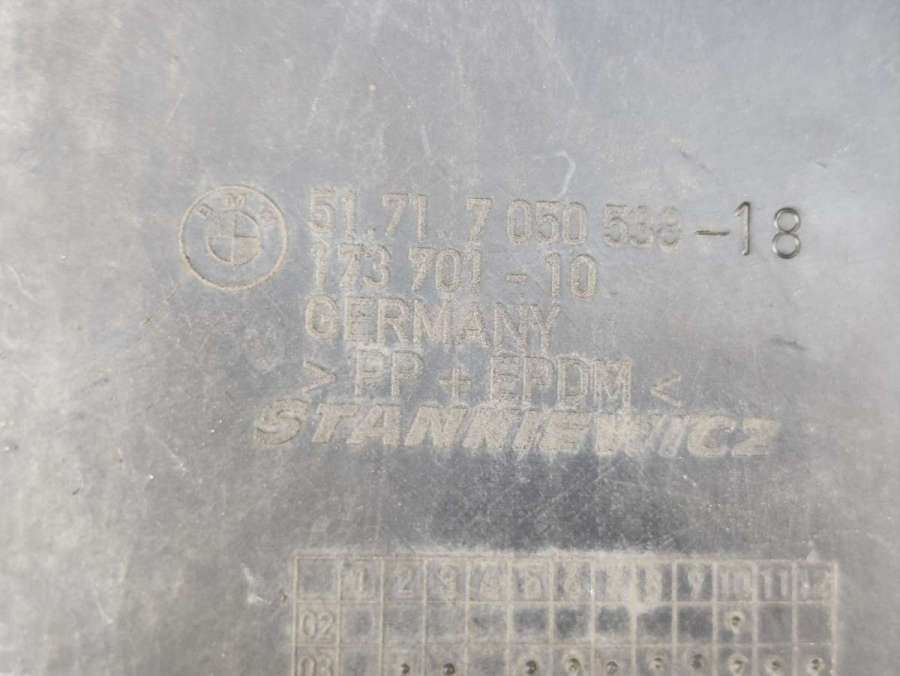 BMW
51.71.7 050 538-18
173 701 - 10
GERMANY
> PP + EPDM <
STANKIEWICZ
1 2 3 4 5 6 7 8 9 10 11 12
02
03